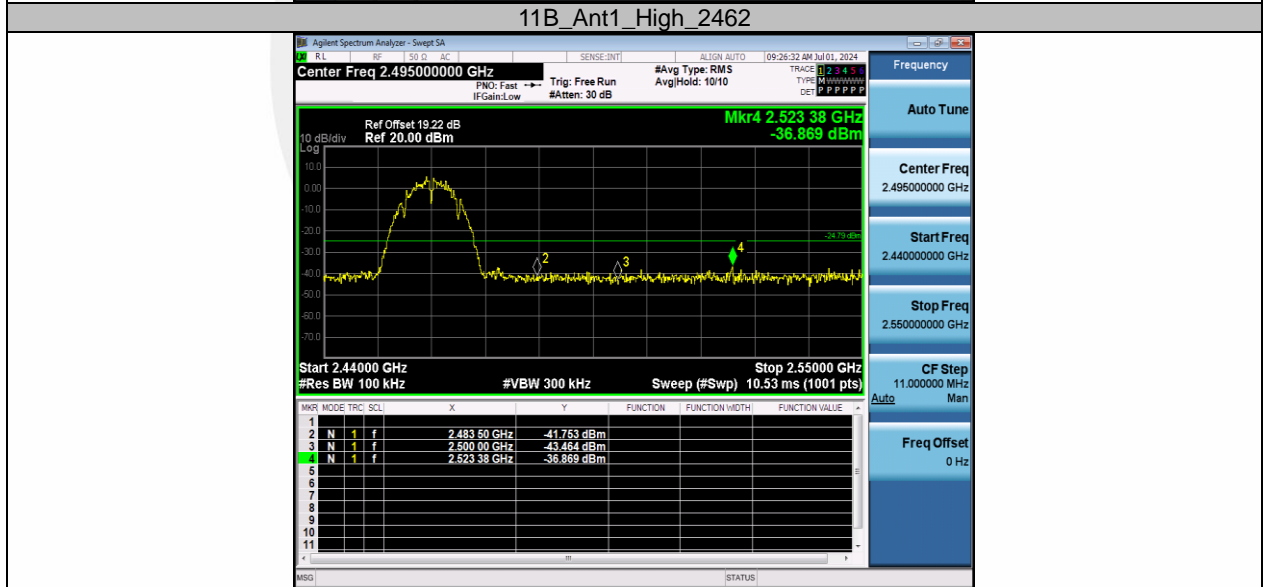 11B_Ant1_High_2462
Agilent Spectrum Analyzer - Swept SA
RL RF 50 Ω AC SENSE:INT ALIGN AUTO 09:26:32 AM Jul 01, 2024
Center Freq 2.495000000 GHz #Avg Type: RMS TRACE 1 2 3 4 5 6
PNO: Fast Trig: Free Run Avg|Hold: 10/10 TYPE M WWWWW
IFGain:Low #Atten: 30 dB DET P P P P P P
Frequency
Auto Tune
Center Freq
2.495000000 GHz
Start Freq
2.440000000 GHz
Stop Freq
2.550000000 GHz
CF Step
11.000000 MHz
Auto Man
Freq Offset
0 Hz
Mkr4 2.523 38 GHz
Ref Offset 19.22 dB
10 dB/div Ref 20.00 dBm -36.869 dBm
Log
10.0
0.00
-10.0
-20.0
-24.79 dBm
-30.0
-40.0
-50.0
-60.0
-70.0
2
3
4
Start 2.44000 GHz Stop 2.55000 GHz
#Res BW 100 kHz #VBW 300 kHz Sweep (#Swp) 10.53 ms (1001 pts)
MKR MODE TRC SCL X Y FUNCTION FUNCTION WIDTH FUNCTION VALUE
1
2 N 1 f 2.483 50 GHz -41.753 dBm
3 N 1 f 2.500 00 GHz -43.464 dBm
4 N 1 f 2.523 38 GHz -36.869 dBm
5
6
7
8
9
10
11
MSG STATUS